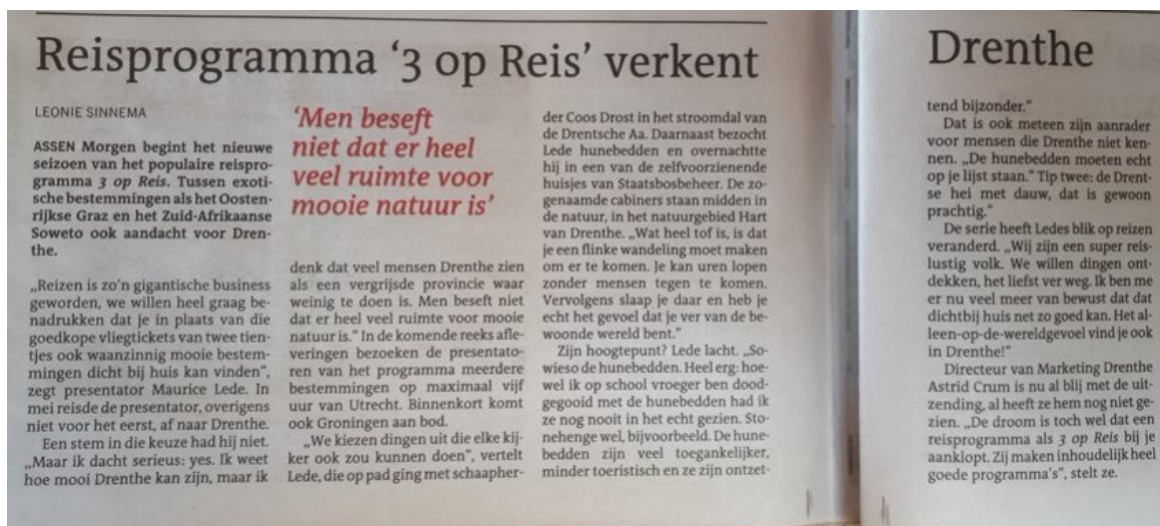 Reisprogramma ‘3 op Reis’ verkent Drenthe
LEONIE SINNEMA
ASSEN Morgen begint het nieuwe
seizoen van het populaire reispro-
gramma 3 op Reis. Tussen exoti-
sche bestemmingen als het Oosten-
rijkse Graz en het Zuid-Afrikaanse
Soweto ook aandacht voor Dren-
the.
„Reizen is zo'n gigantische business
geworden, we willen heel graag be-
nadrukken dat je in plaats van die
goedkope vliegtickets van twee tien-
tjes ook waanzinnig mooie bestem-
mingen dicht bij huis kan vinden”,
zegt presentator Maurice Lede. In
mei reisde de presentator, overigens
niet voor het eerst, af naar Drenthe.
Een stem in die keuze had hij niet.
„Maar ik dacht serieus: yes. Ik weet
hoe mooi Drenthe kan zijn, maar ik
‘Men beseft
niet dat er heel
veel ruimte voor
mooie natuur is’
denk dat veel mensen Drenthe zien
als een vergrijsde provincie waar
weinig te doen is. Men beseft niet
dat er heel veel ruimte voor mooie
natuur is.” In de komende reeks afle-
veringen bezoeken de presentato-
ren van het programma meerdere
bestemmingen op maximaal vijf
uur van Utrecht. Binnenkort komt
ook Groningen aan bod.
„We kiezen dingen uit die elke kij-
ker ook zou kunnen doen”, vertelt
Lede, die op pad ging met schaapher-
der Coos Drost in het stroomdal van
de Drentsche Aa. Daarnaast bezocht
Lede hunebedden en overnachtte
hij in een van de zelfvoorzienende
huisjes van Staatsbosbeheer. De zo-
genaamde cabiners staan midden in
de natuur, in het natuurgebied Hart
van Drenthe. „Wat heel tof is, is dat
je een flinke wandeling moet maken
om er te komen. Je kan uren lopen
zonder mensen tegen te komen.
Vervolgens slaap je daar en heb je
echt het gevoel dat je ver van de be-
woonde wereld bent.”
Zijn hoogtepunt? Lede lacht. „So-
wieso de hunebedden. Heel erg: hoe-
wel ik op school vroeger ben dood-
gegooid met de hunebedden had ik
ze nog nooit in het echt gezien. Sto-
nehenge wel, bijvoorbeeld. De hune-
bedden zijn veel toegankelijker,
minder toeristisch en ze zijn ontzet-
tend bijzonder.”
Dat is ook meteen zijn aanrader
voor mensen die Drenthe niet ken-
nen. „De hunebedden moeten echt
op je lijst staan.” Tip twee: de Drent-
se hei met dauw, dat is gewoon
prachtig.”
De serie heeft Ledes blik op reizen
veranderd. „Wij zijn een super reis-
lustig volk. We willen dingen ont-
dekken, het liefst ver weg. Ik ben me
er nu veel meer van bewust dat dat
dichtbij huis net zo goed kan. Het al-
leen-op-de-wereldgevoel vind je ook
in Drenthe!”
Directeur van Marketing Drenthe
Astrid Crum is nu al blij met de uit-
zending, al heeft ze hem nog niet ge-
zien. „De droom is toch wel dat een
reisprogramma als 3 op Reis bij je
aanklopt. Zij maken inhoudelijk heel
goede programma's”, stelt ze.